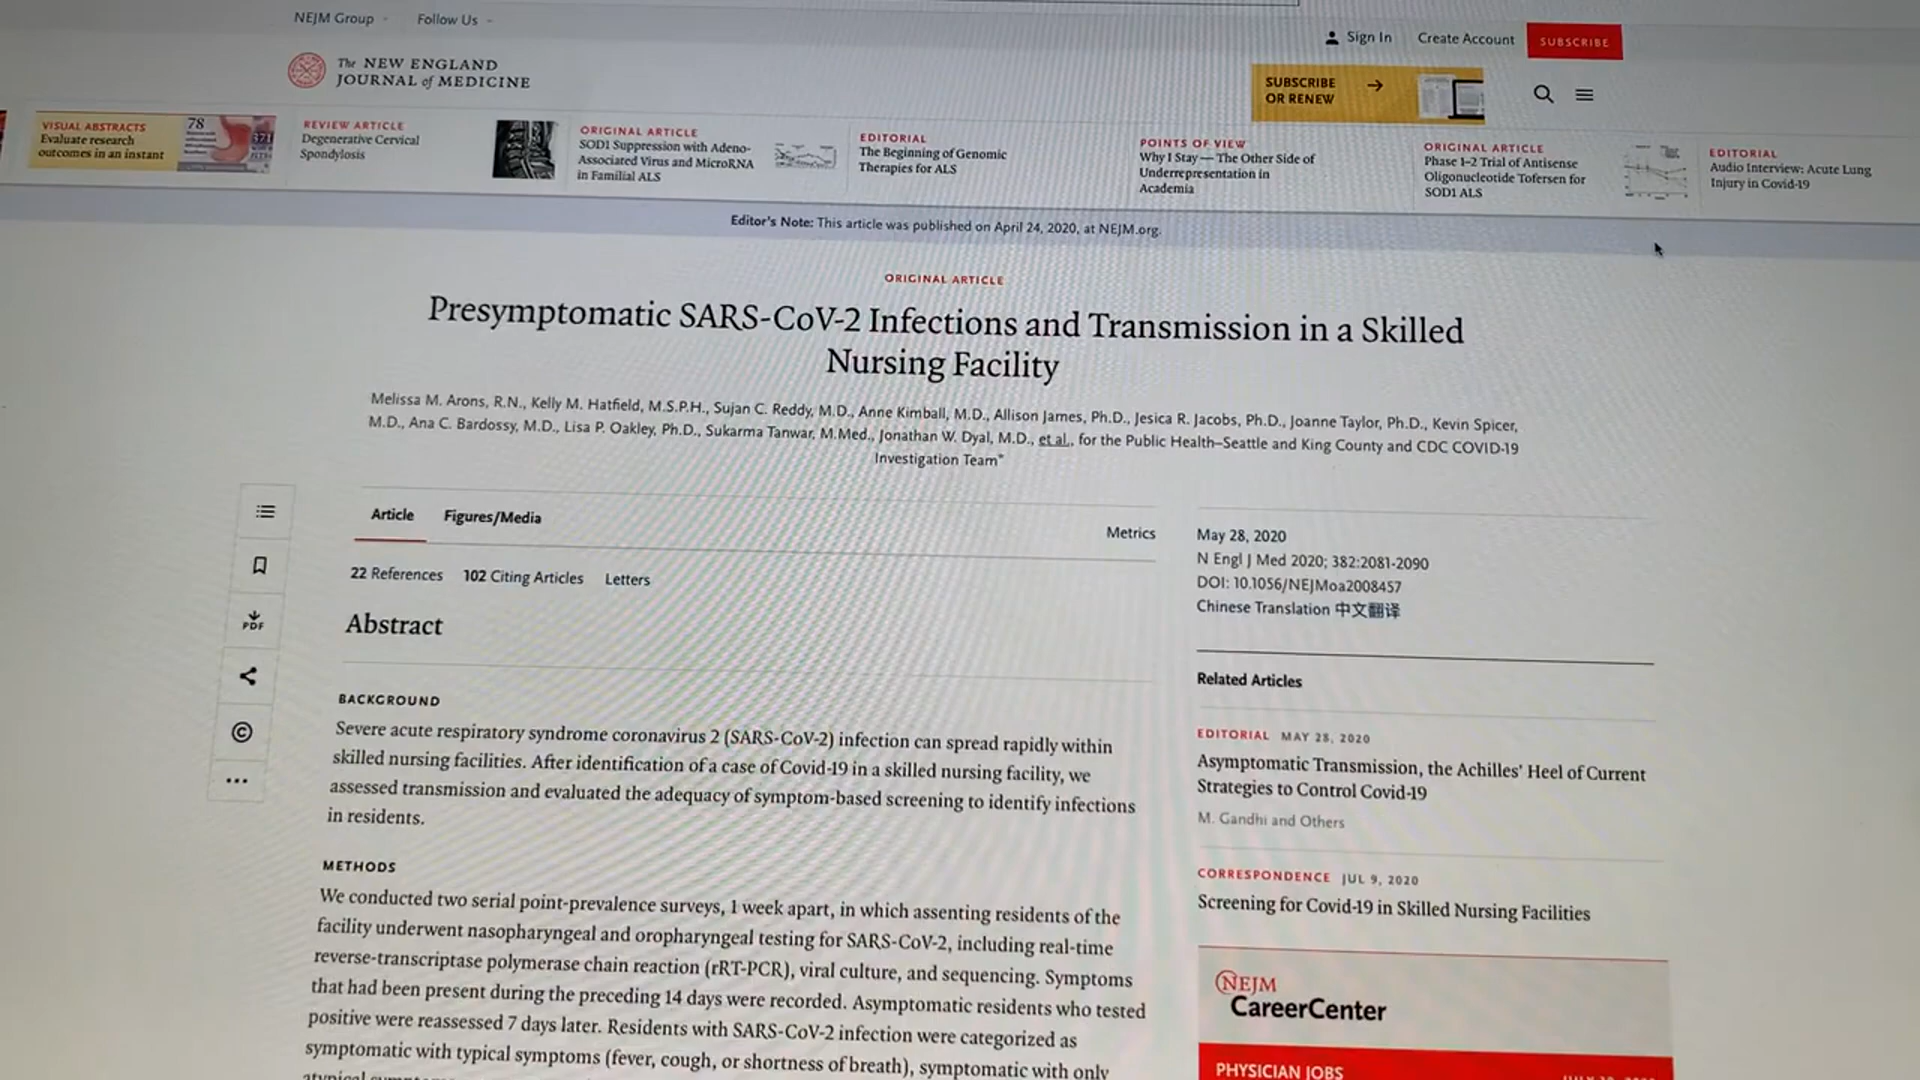 NEJM Group
Follow Us
Sign In
Create Account
SUBSCRIBE
The NEW ENGLAND
JOURNAL of MEDICINE
SUBSCRIBE
OR RENEW
VISUAL ABSTRACTS
Evaluate research
outcomes in an instant
78
371
REVIEW ARTICLE
Degenerative Cervical
Spondylosis
ORIGINAL ARTICLE
SOD1 Suppression with Adeno-
Associated Virus and MicroRNA
in Familial ALS
EDITORIAL
The Beginning of Genomic
Therapies for ALS
POINTS OF VIEW
Why I Stay — The Other Side of
Underrepresentation in
Academia
ORIGINAL ARTICLE
Phase 1–2 Trial of Antisense
Oligonucleotide Tofersen for
SOD1 ALS
EDITORIAL
Audio Interview: Acute Lung
Injury in Covid-19
Editor's Note: This article was published on April 24, 2020, at NEJM.org.
ORIGINAL ARTICLE
Presymptomatic SARS-CoV-2 Infections and Transmission in a Skilled
Nursing Facility
Melissa M. Arons, R.N., Kelly M. Hatfield, M.S.P.H., Sujan C. Reddy, M.D., Anne Kimball, M.D., Allison James, Ph.D., Jesica R. Jacobs, Ph.D., Joanne Taylor, Ph.D., Kevin Spicer,
M.D., Ana C. Bardossy, M.D., Lisa P. Oakley, Ph.D., Sukarma Tanwar, M.Med., Jonathan W. Dyal, M.D., et al., for the Public Health–Seattle and King County and CDC COVID-19
Investigation Team*
Article
Figures/Media
Metrics
22 References
102 Citing Articles
Letters
PDF
Abstract
BACKGROUND
Severe acute respiratory syndrome coronavirus 2 (SARS-CoV-2) infection can spread rapidly within
skilled nursing facilities. After identification of a case of Covid-19 in a skilled nursing facility, we
assessed transmission and evaluated the adequacy of symptom-based screening to identify infections
in residents.
METHODS
We conducted two serial point-prevalence surveys, 1 week apart, in which assenting residents of the
facility underwent nasopharyngeal and oropharyngeal testing for SARS-CoV-2, including real-time
reverse-transcriptase polymerase chain reaction (rRT-PCR), viral culture, and sequencing. Symptoms
that had been present during the preceding 14 days were recorded. Asymptomatic residents who tested
positive were reassessed 7 days later. Residents with SARS-CoV-2 infection were categorized as
symptomatic with typical symptoms (fever, cough, or shortness of breath), symptomatic with only
May 28, 2020
N Engl J Med 2020; 382:2081-2090
DOI: 10.1056/NEJMoa2008457
Chinese Translation 中文翻译
Related Articles
EDITORIAL MAY 28, 2020
Asymptomatic Transmission, the Achilles' Heel of Current
Strategies to Control Covid-19
M. Gandhi and Others
CORRESPONDENCE JUL 9, 2020
Screening for Covid-19 in Skilled Nursing Facilities
NEJM
CareerCenter
PHYSICIAN JOBS